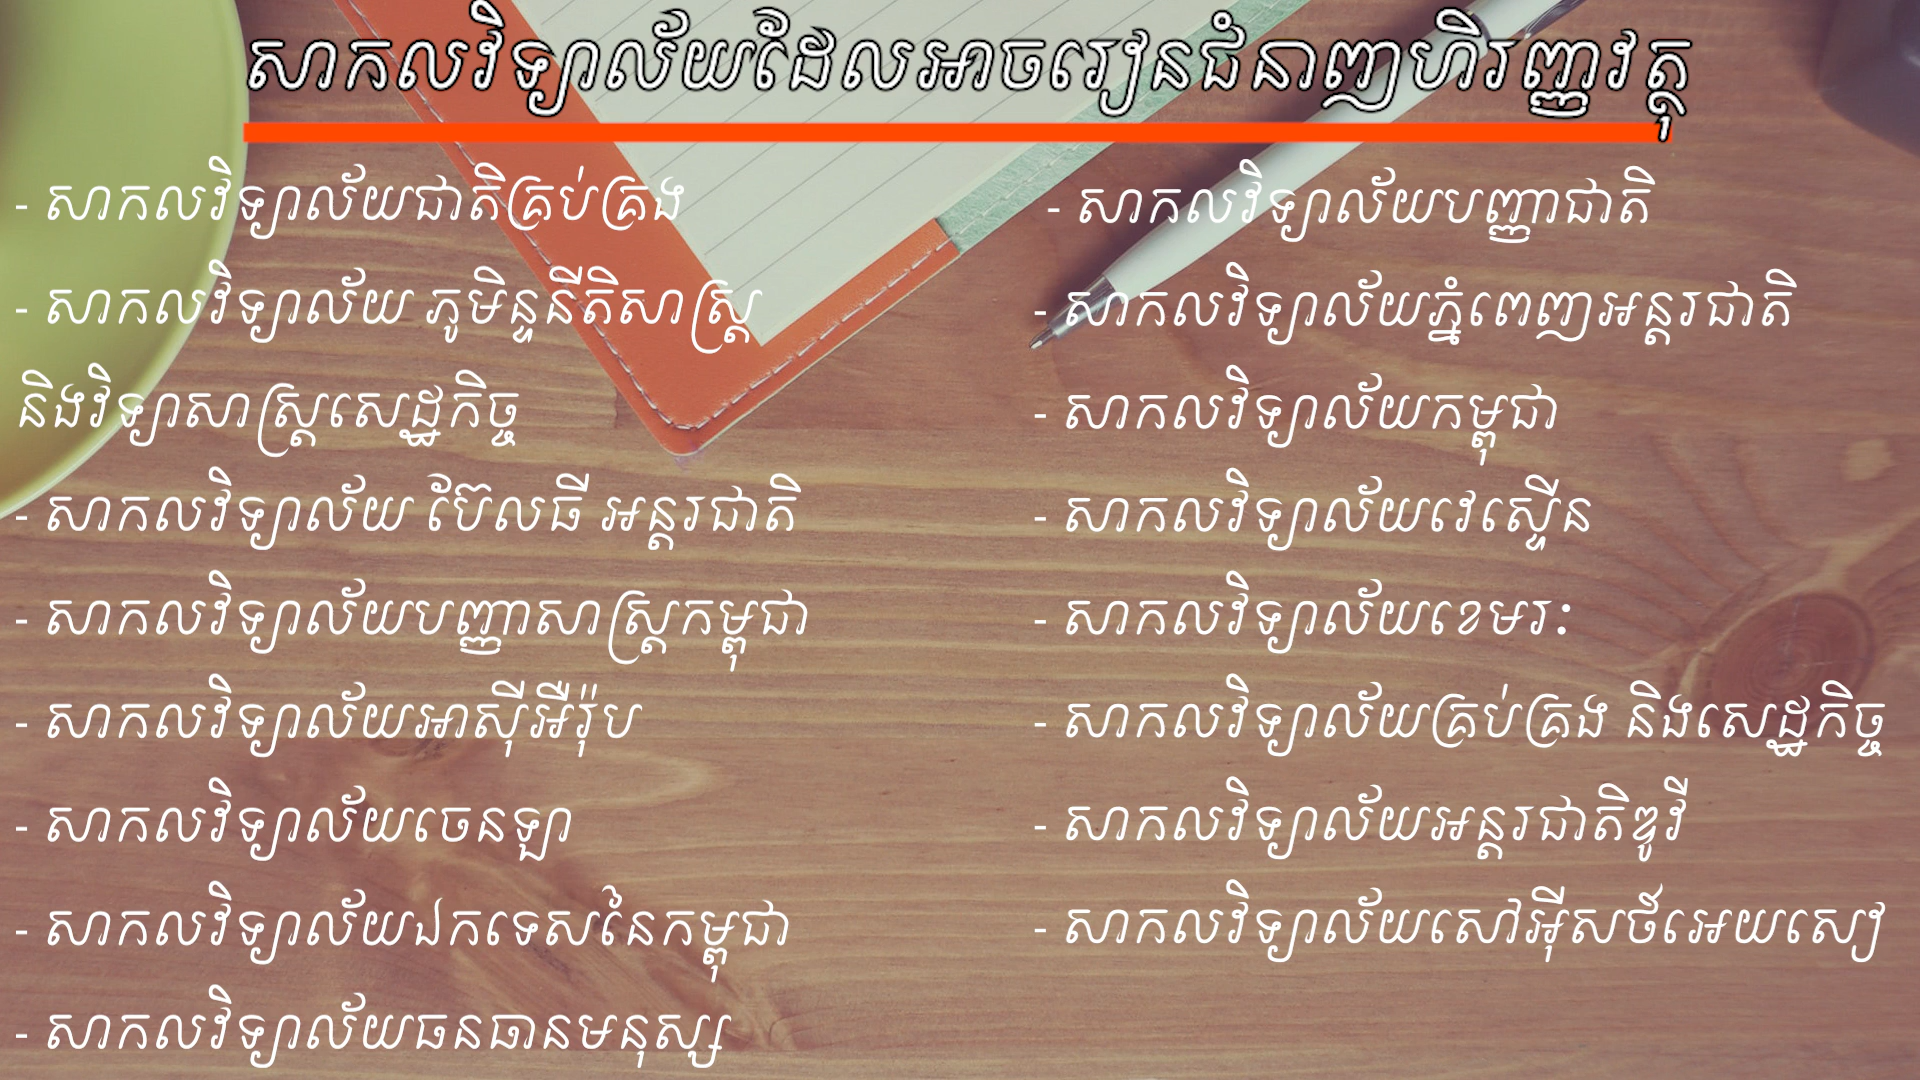 សាកលវិទ្យាល័យដែលអាចរៀនជំនាញហិរញ្ញវត្ថុ
- សាកលវិទ្យាល័យជាតិគ្រប់គ្រង
- សាកលវិទ្យាល័យ ភូមិន្ទនីតិសាស្ត្រ
និងវិទ្យាសាស្ត្រសេដ្ឋកិច្ច
- សាកលវិទ្យាល័យ ប៊ែលធី អន្តរជាតិ
- សាកលវិទ្យាល័យបញ្ញាសាស្ត្រកម្ពុជា
- សាកលវិទ្យាល័យអាស៊ីអឺរ៉ុប
- សាកលវិទ្យាល័យចេនឡា
- សាកលវិទ្យាល័យឯកទេសនៃកម្ពុជា
- សាកលវិទ្យាល័យធនធានមនុស្ស
- សាកលវិទ្យាល័យបញ្ញាជាតិ
- សាកលវិទ្យាល័យភ្នំពេញអន្តរជាតិ
- សាកលវិទ្យាល័យកម្ពុជា
- សាកលវិទ្យាល័យវេស្ទើន
- សាកលវិទ្យាល័យខេមរៈ
- សាកលវិទ្យាល័យគ្រប់គ្រង និងសេដ្ឋកិច្ច
- សាកលវិទ្យាល័យអន្តរជាតិឌូវី
- សាកលវិទ្យាល័យសៅអ៊ីសថ៍អេយសៀ